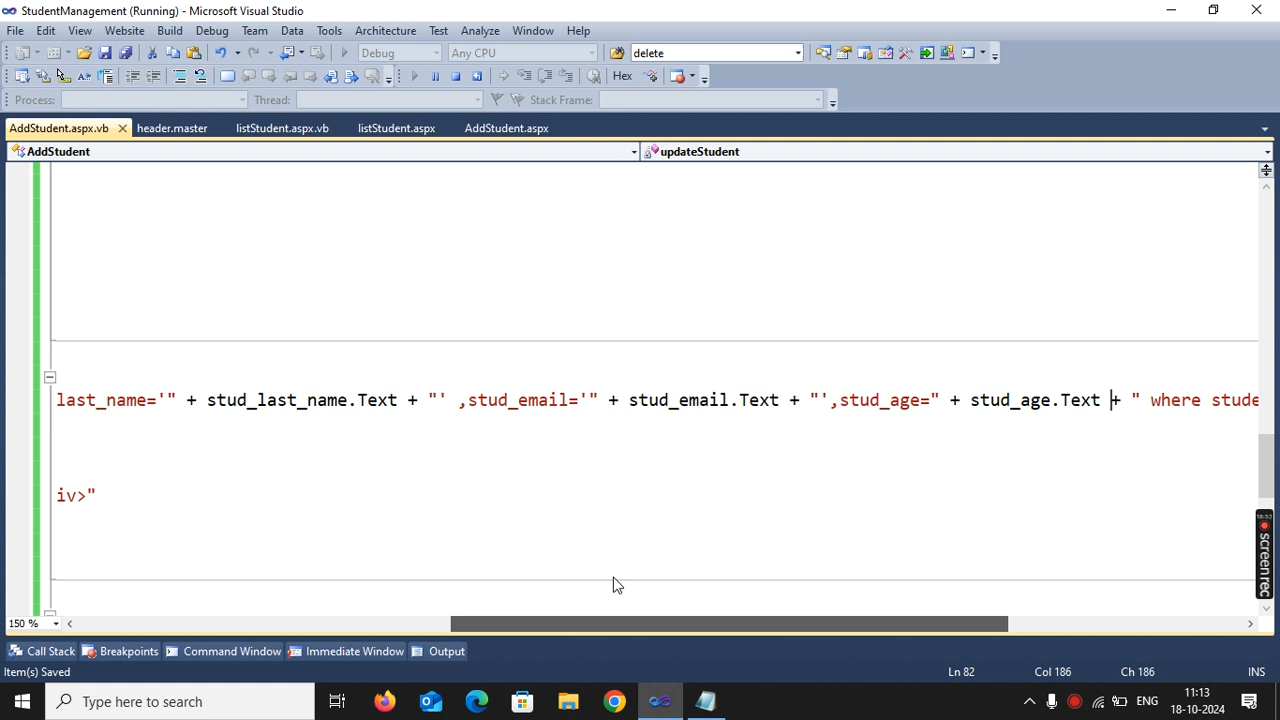 StudentManagement (Running) - Microsoft Visual Studio
File Edit View Website Build Debug Team Data Tools Architecture Test Analyze Window Help
Debug Any CPU delete
Hex
Process: Thread: Stack Frame:
AddStudent.aspx.vb header.master listStudent.aspx.vb listStudent.aspx AddStudent.aspx
AddStudent updateStudent
last_name='" + stud_last_name.Text + "' ,stud_email='" + stud_email.Text + "',stud_age=" + stud_age.Text + " where stude
iv>"
18:52
screen rec
150 %
Call Stack Breakpoints Command Window Immediate Window Output
Item(s) Saved Ln 82 Col 186 Ch 186 INS
Type here to search ENG 11:13
18-10-2024